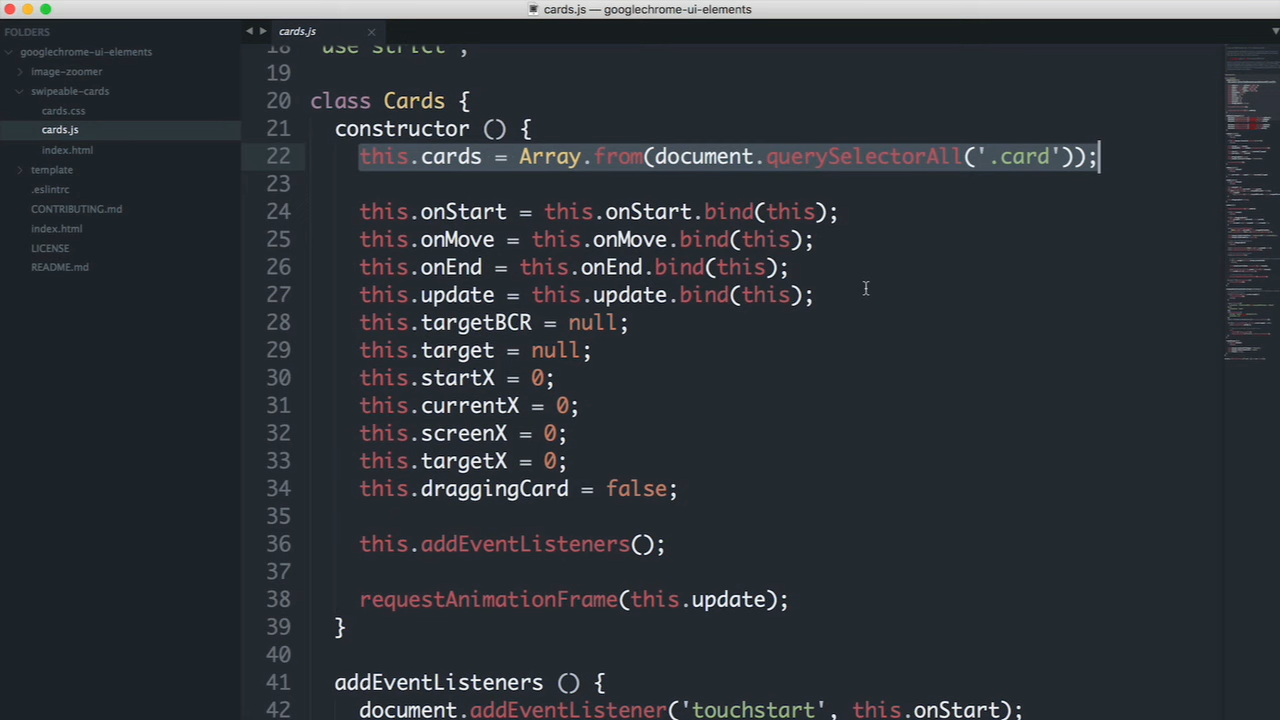 cards.js — googlechrome-ui-elements
FOLDERS
googlechrome-ui-elements
image-zoomer
swipeable-cards
cards.css
cards.js
index.html
template
.eslintrc
CONTRIBUTING.md
index.html
LICENSE
README.md
cards.js
18 'use strict';
19
20 class Cards {
21 constructor () {
22 this.cards = Array.from(document.querySelectorAll('.card'));
23
24 this.onStart = this.onStart.bind(this);
25 this.onMove = this.onMove.bind(this);
26 this.onEnd = this.onEnd.bind(this);
27 this.update = this.update.bind(this);
28 this.targetBCR = null;
29 this.target = null;
30 this.startX = 0;
31 this.currentX = 0;
32 this.screenX = 0;
33 this.targetX = 0;
34 this.draggingCard = false;
35
36 this.addEventListeners();
37
38 requestAnimationFrame(this.update);
39 }
40
41 addEventListeners () {
42 document.addEventListener('touchstart', this.onStart);